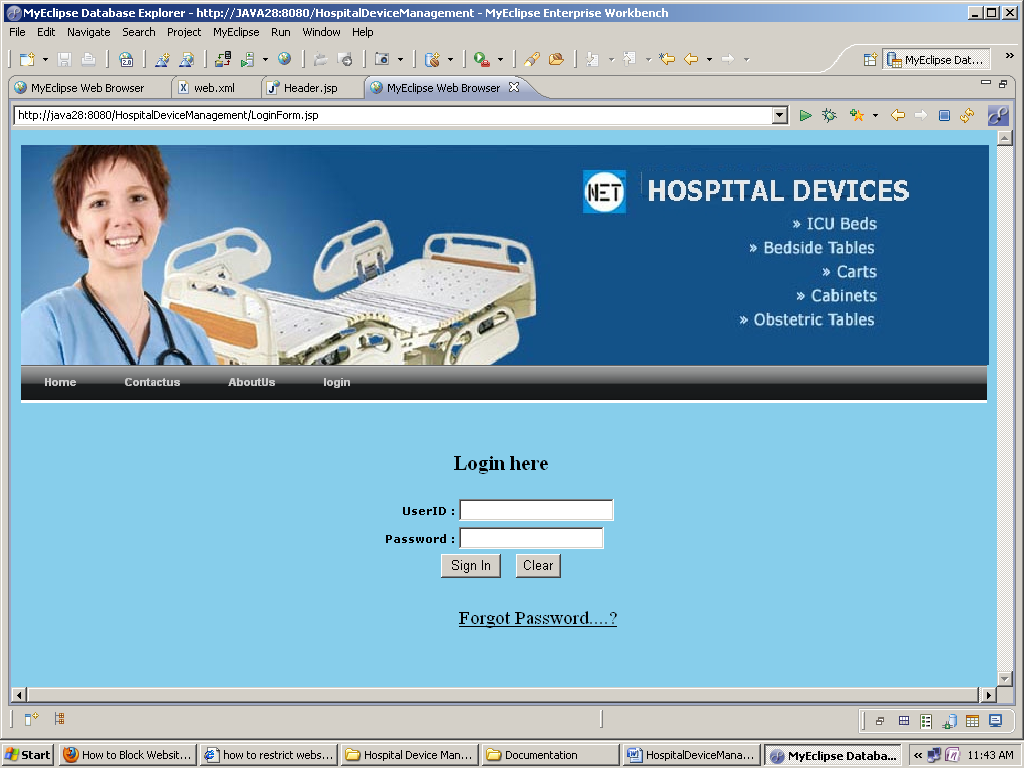 MyEclipse Database Explorer - http://JAVA28:8080/HospitalDeviceManagement - MyEclipse Enterprise Workbench
File Edit Navigate Search Project MyEclipse Run Window Help
2.0
MyEclipse Dat...
»
MyEclipse Web Browser
web.xml
Header.jsp
MyEclipse Web Browser
http://java28:8080/HospitalDeviceManagement/LoginForm.jsp
NET
HOSPITAL DEVICES
» ICU Beds
» Bedside Tables
» Carts
» Cabinets
» Obstetric Tables
Home Contactus AboutUs login
Login here
UserID :
Password :
Sign In Clear
Forgot Password....?
Start
How to Block Websit...
how to restrict webs...
Hospital Device Man...
Documentation
HospitalDeviceMana...
MyEclipse Databa...
«
11:43 AM